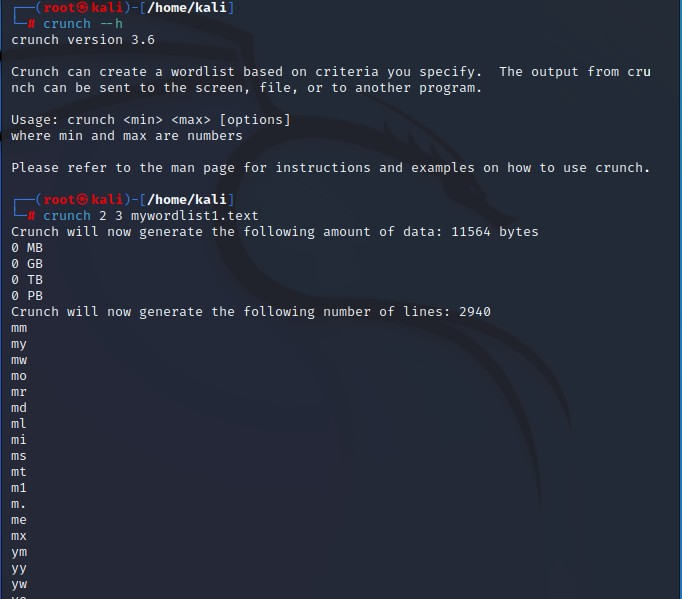 ┌──(root㉿kali)-[/home/kali]
└─# crunch --h
crunch version 3.6
Crunch can create a wordlist based on criteria you specify.  The output from cru
nch can be sent to the screen, file, or to another program.
Usage: crunch <min> <max> [options]
where min and max are numbers
Please refer to the man page for instructions and examples on how to use crunch.
┌──(root㉿kali)-[/home/kali]
└─# crunch 2 3 mywordlist1.text
Crunch will now generate the following amount of data: 11564 bytes
0 MB
0 GB
0 TB
0 PB
Crunch will now generate the following number of lines: 2940
mm
my
mw
mo
mr
md
ml
mi
ms
mt
m1
m.
me
mx
ym
yy
yw